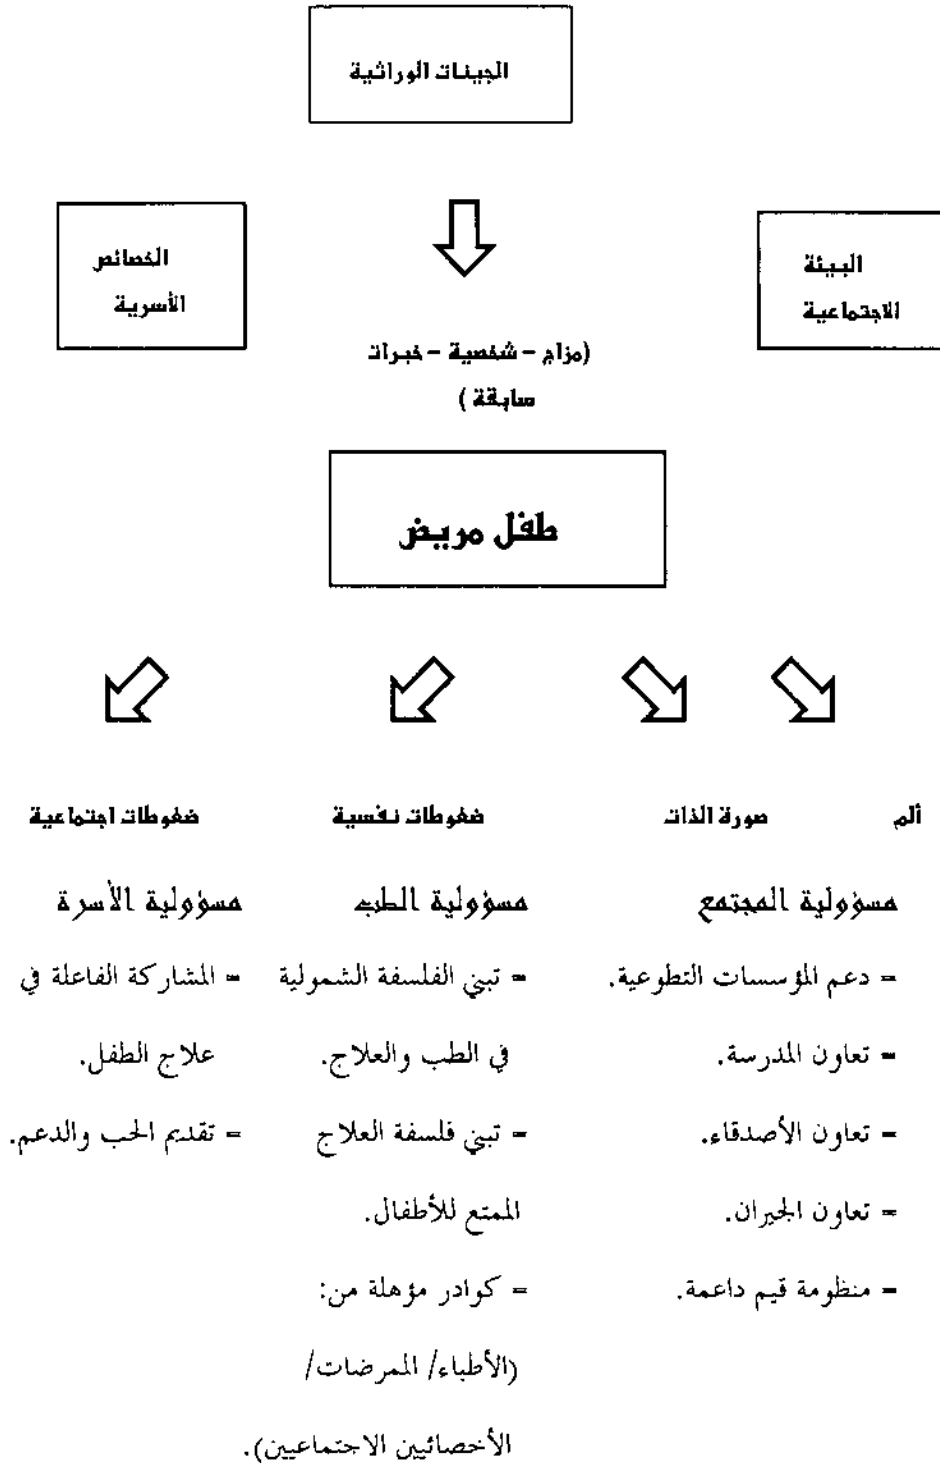 الجينات الوراثية
البيئة
الاجتماعية
الخصائص
الأسرية
(مزاج – شخصية – خبرات
سابقة )
طفل مريض
ألم
صورة الذات
ضغوطات نفسية
ضغوطات اجتماعية
مسؤولية المجتمع
= دعم المؤسسات التطوعية.
= تعاون المدرسة.
= تعاون الأصدقاء.
= تعاون الجيران.
= منظومة قيم داعمة.
مسؤولية الطب
= تبني الفلسفة الشمولية
في الطب والعلاج.
= تبني فلسفة العلاج
الممتع للأطفال.
= كوادر مؤهلة من:
(الأطباء/ الممرضات/
الأخصائيين الاجتماعيين).
مسؤولية الأسرة
= المشاركة الفاعلة في
علاج الطفل.
= تقديم الحب والدعم.